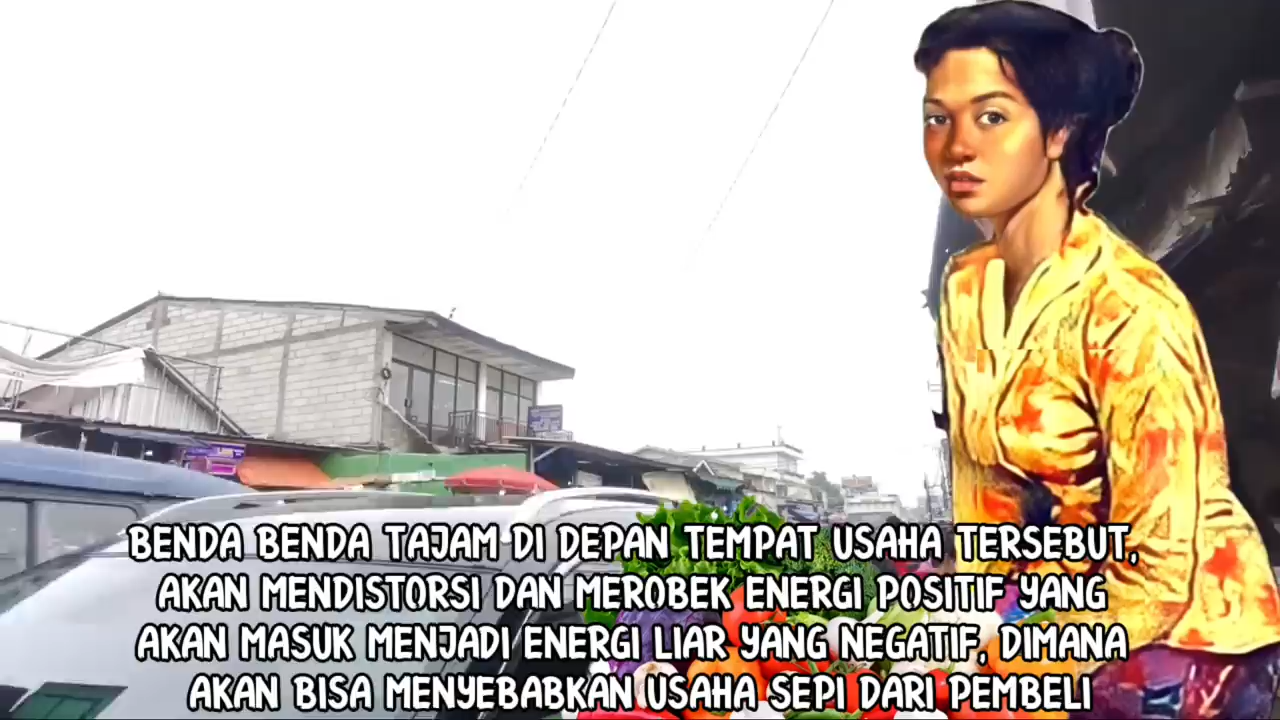 BENDA BENDA TAJAM DI DEPAN TEMPAT USAHA TERSEBUT,
AKAN MENDISTORSI DAN MEROBEK ENERGI POSITIF YANG
AKAN MASUK MENJADI ENERGI LIAR YANG NEGATIF, DIMANA
AKAN BISA MENYEBABKAN USAHA SEPI DARI PEMBELI